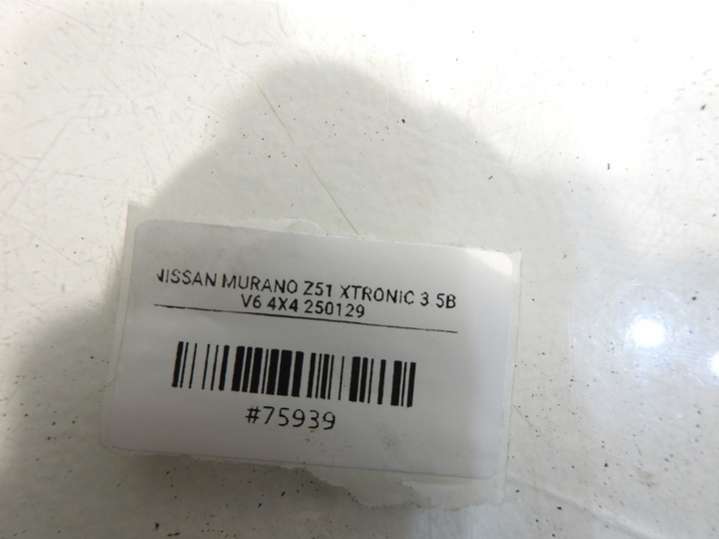 NISSAN MURANO Z51 XTRONIC 3 5B
V6 4X4 250129
#75939